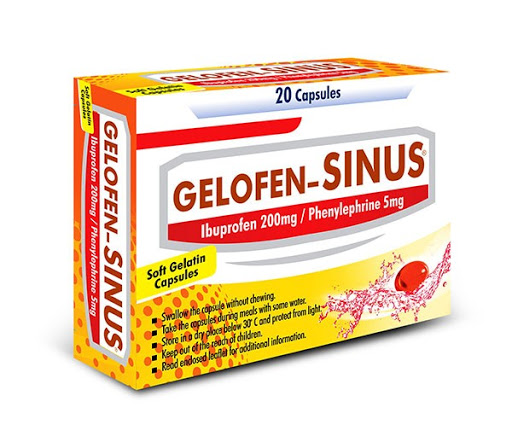 20 Capsules
GELOFEN-SINUS®
Ibuprofen 200mg / Phenylephrine 5mg
Soft Gelatin
Capsules
Swallow the capsule without chewing.
Take the capsules during meals with some water.
Store in a dry place below 30°C and protect from light.
Keep out of the reach of children.
Read enclosed leaflet for additional information.
Soft Gelatin
Capsules
GELOFEN-SINUS
Ibuprofen 200mg / Phenylephrine 5mg